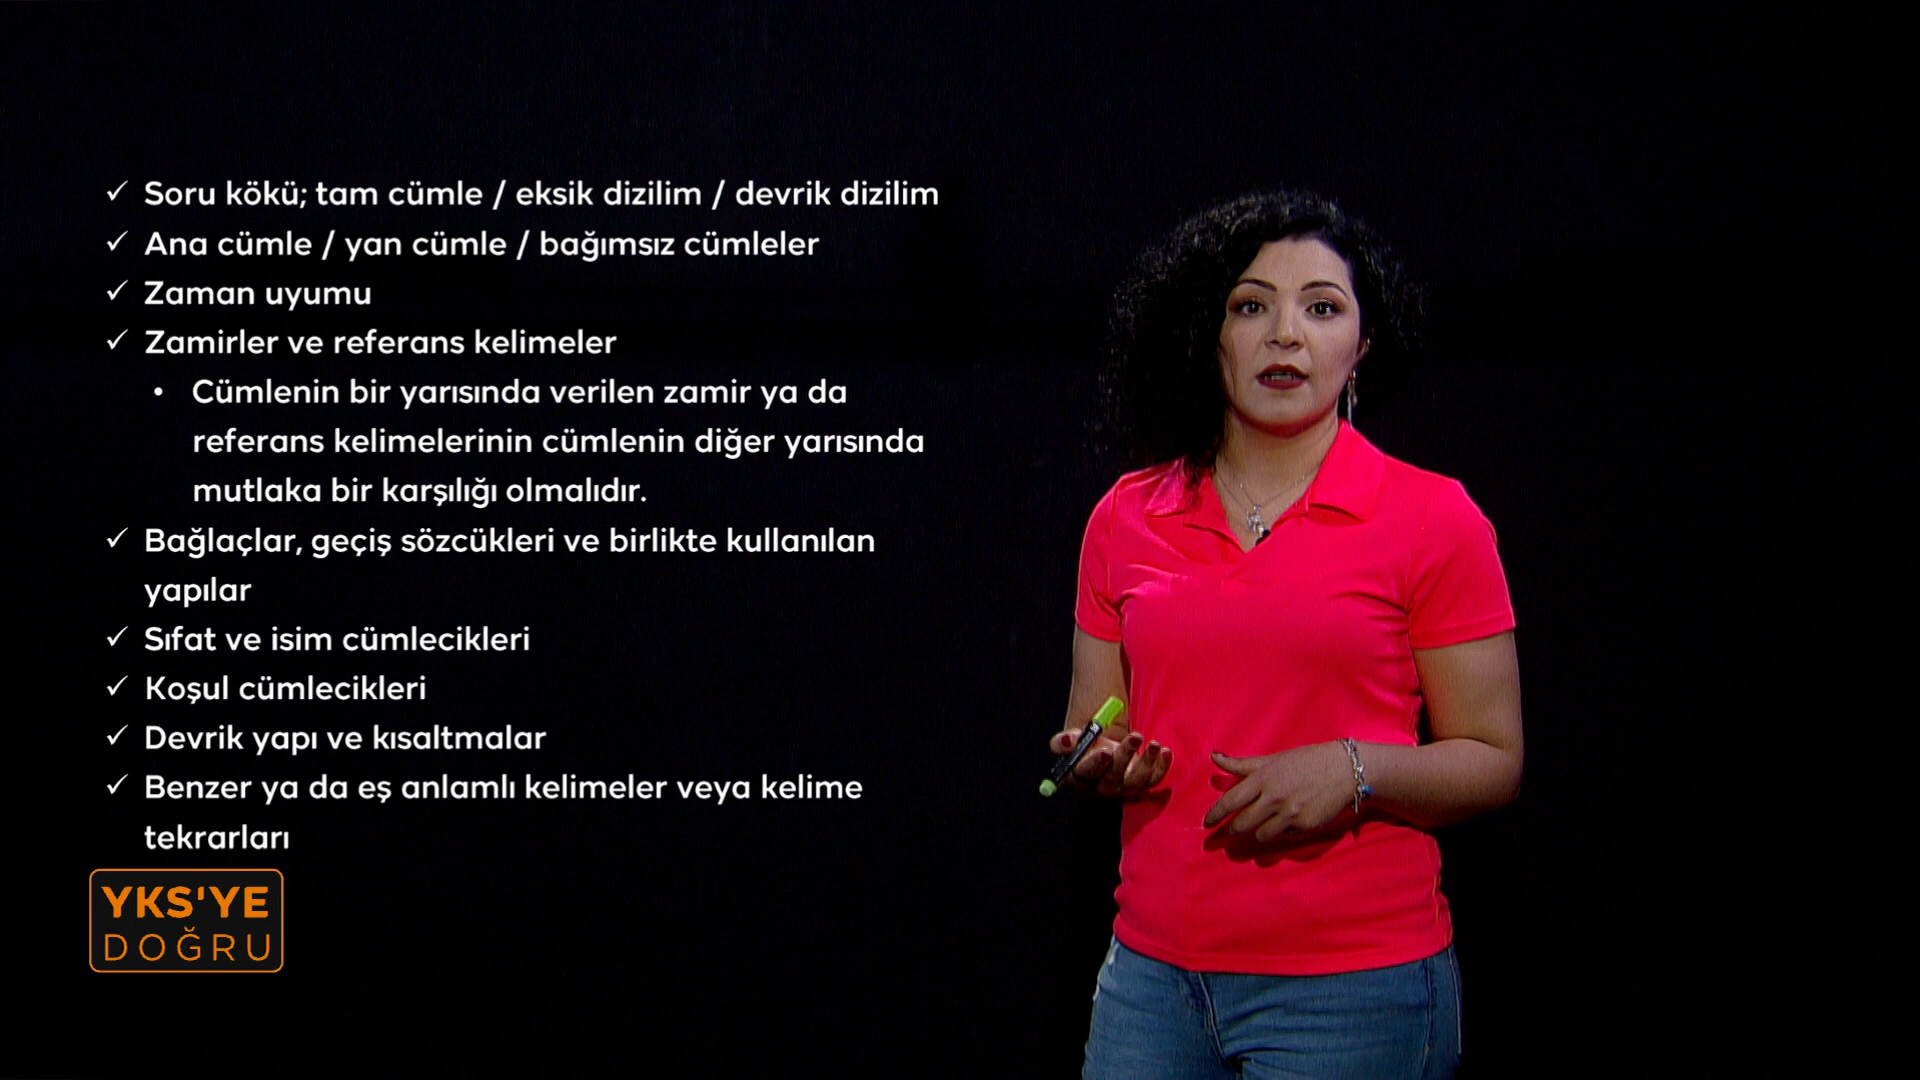 ✓ Soru kökü; tam cümle / eksik dizilim / devrik dizilim
✓ Ana cümle / yan cümle / bağımsız cümleler
✓ Zaman uyumu
✓ Zamirler ve referans kelimeler
• Cümlenin bir yarısında verilen zamir ya da
referans kelimelerinin cümlenin diğer yarısında
mutlaka bir karşılığı olmalıdır.
✓ Bağlaçlar, geçiş sözcükleri ve birlikte kullanılan
yapılar
✓ Sıfat ve isim cümlecikleri
✓ Koşul cümlecikleri
✓ Devrik yapı ve kısaltmalar
✓ Benzer ya da eş anlamlı kelimeler veya kelime
tekrarları
YKS'YE
DOĞRU